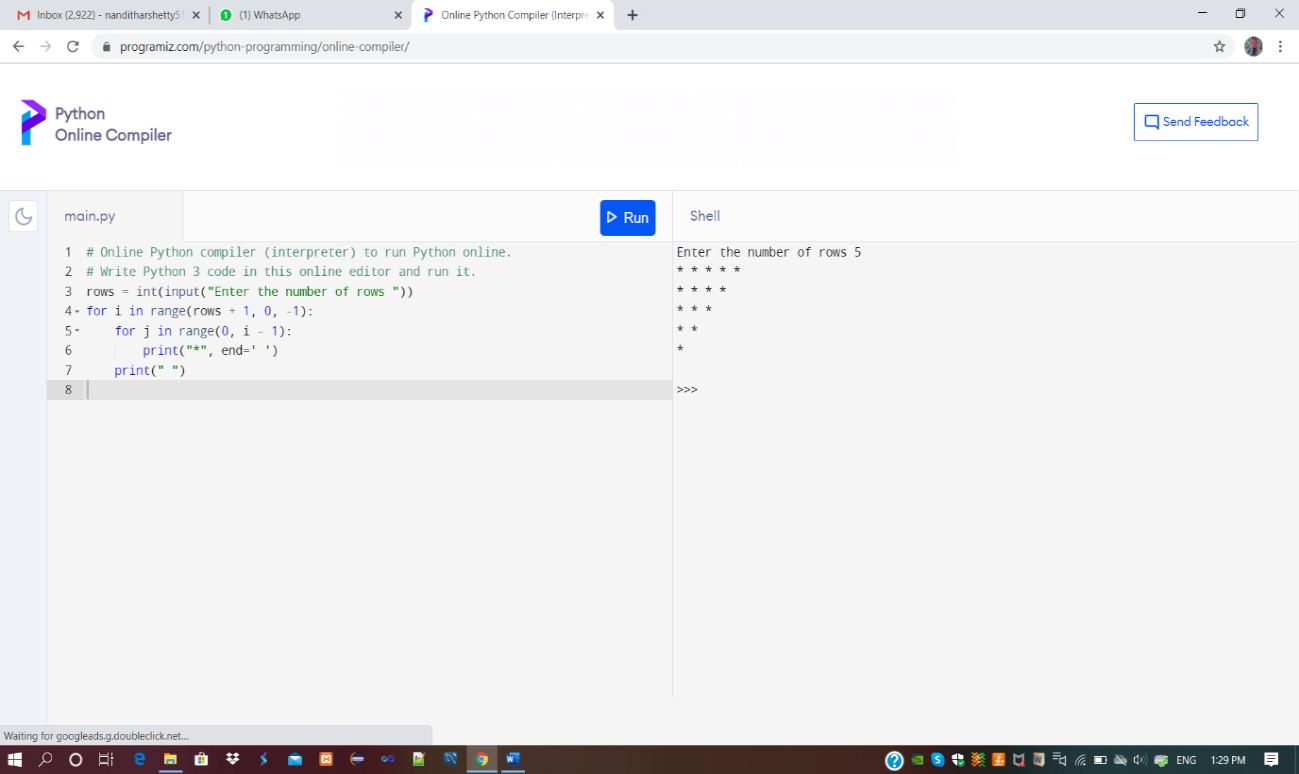 Inbox (2,922) - nanditharshetty51
(1) WhatsApp
Online Python Compiler (Interpre
programiz.com/python-programming/online-compiler/
Python
Online Compiler
Send Feedback
main.py
Run
Shell
1 # Online Python compiler (interpreter) to run Python online.
2 # Write Python 3 code in this online editor and run it.
3 rows = int(input("Enter the number of rows "))
4 for i in range(rows + 1, 0, -1):
5     for j in range(0, i - 1):
6         print("*", end=' ')
7     print(" ")
8
Enter the number of rows 5
* * * * *
* * * *
* * *
* *
*
>>>
Waiting for googleads.g.doubleclick.net...
ENG
1:29 PM